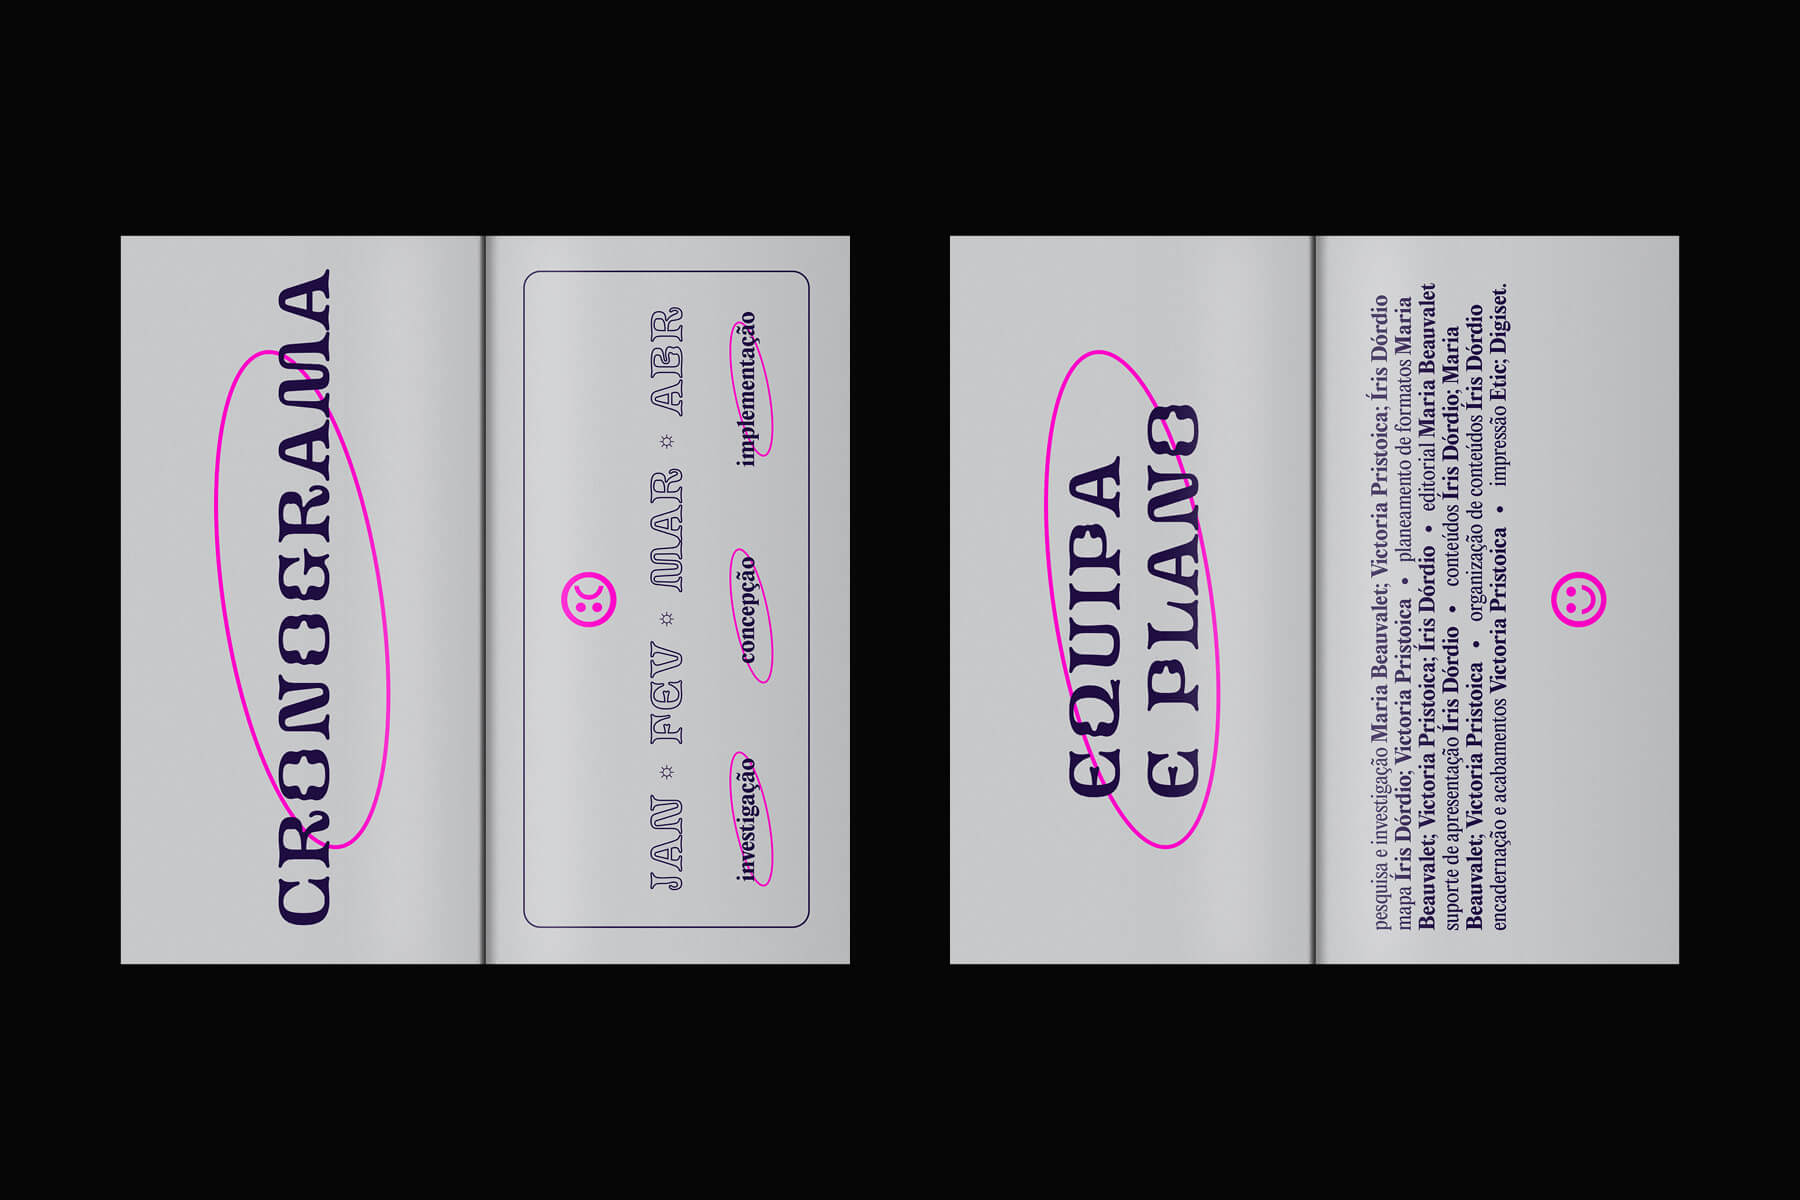 CRONOGRAMA
JAN ☼ FEV ☼ MAR ☼ ABR
investigação
concepção
implementação
EQUIPA
E PLANO
pesquisa e investigação Maria Beauvalet; Victoria Pristoica; Íris Dórdio
mapa Íris Dórdio; Victoria Pristoica • planeamento de formatos Maria
Beauvalet; Victoria Pristoica; Íris Dórdio • editorial Maria Beauvalet
suporte de apresentação Íris Dórdio • conteúdos Íris Dórdio; Maria
Beauvalet; Victoria Pristoica • organização de conteúdos Íris Dórdio
encadernação e acabamentos Victoria Pristoica • impressão Etic; Digiset.